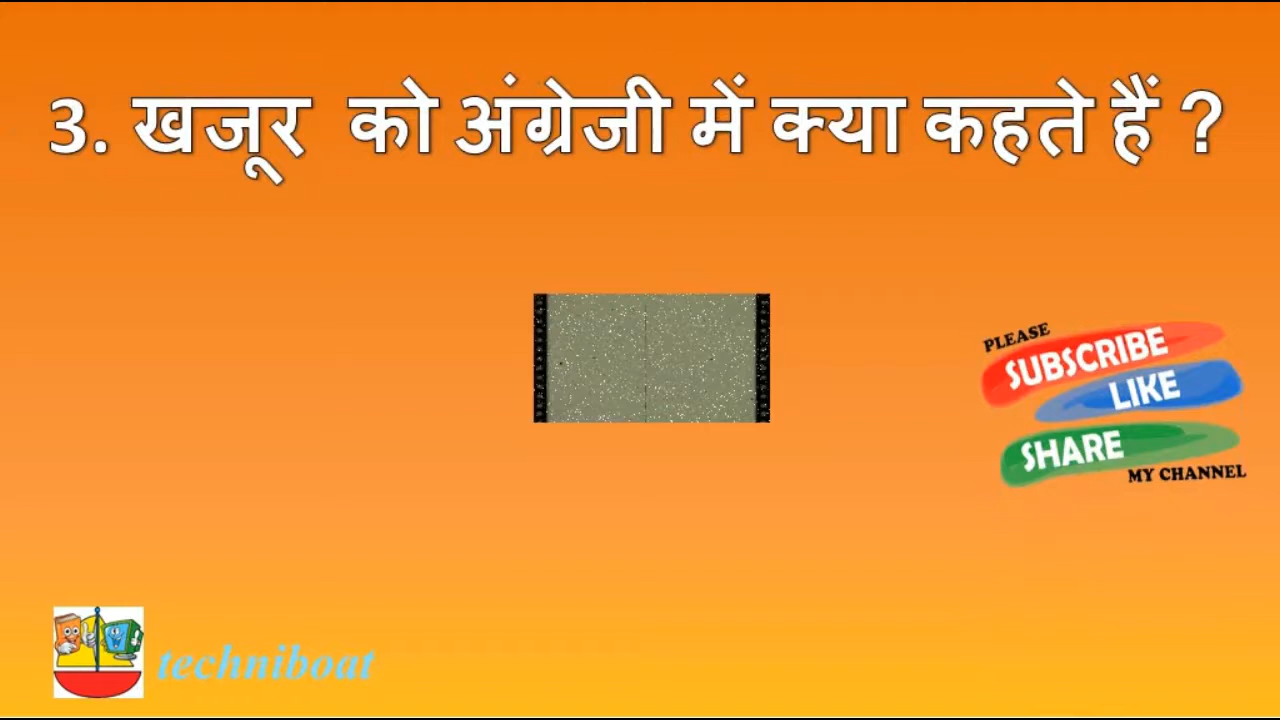 3. खजूर को अंग्रेजी में क्या कहते हैं ?
PLEASE
SUBSCRIBE
LIKE
SHARE
MY CHANNEL
techniboat